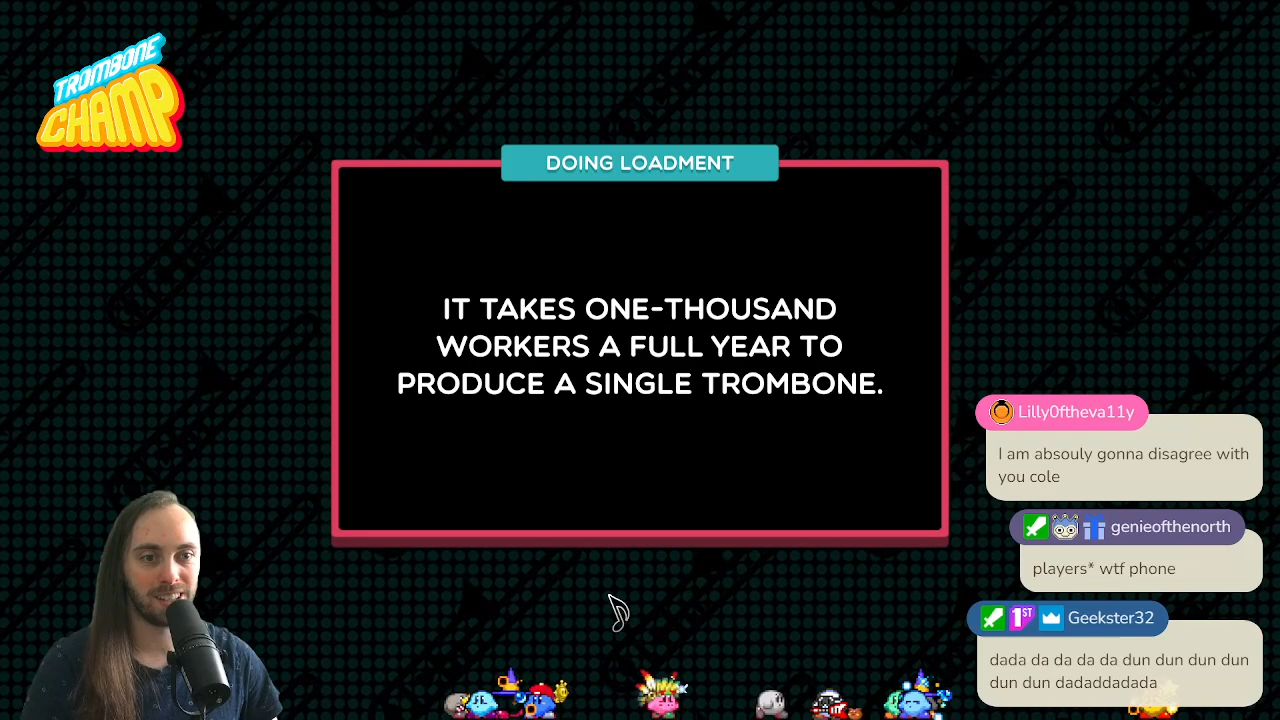 TROMBONE
CHAMP
DOING LOADMENT
IT TAKES ONE-THOUSAND
WORKERS A FULL YEAR TO
PRODUCE A SINGLE TROMBONE.
Lilly0ftheva11y
I am absouly gonna disagree with
you cole
genieofthenorth
players* wtf phone
1ST Geekster32
dada da da da da dun dun dun dun
dun dun dadaddadada